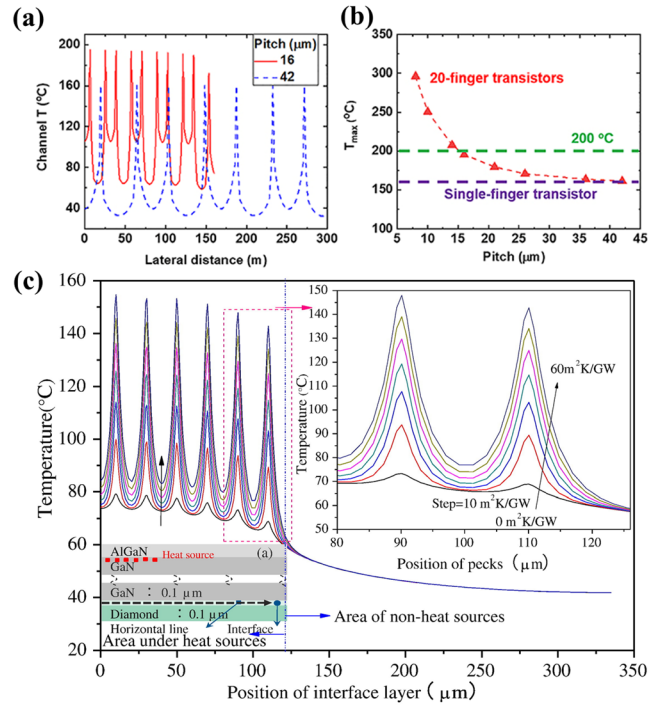 (a)
Channel T (ºC)
200
160
120
80
40
Pitch (μm)
16
42
0 50 100 150 200 250 300
Lateral distance (m)
(b)
Tmax (ºC)
350
300
250
200
150
100
20-finger transistors
200 ºC
Single-finger transistor
5 10 15 20 25 30 35 40 45
Pitch (μm)
(c)
Temperature(°C)
160
140
120
100
80
60
40
20
Temperature(°C)
150
140
130
120
110
100
90
80
70
60
50
60m²K/GW
Step=10 m²K/GW
0 m²K/GW
80 90 100 110 120
Position of pecks (μm)
AlGaN
(a)
Heat source
GaN
GaN : 0.1 μm
Diamond : 0.1 μm
Horizontal line
Interface
Area of non-heat sources
Area under heat sources
0 50 100 150 200 250 300 350
Position of interface layer (μm)